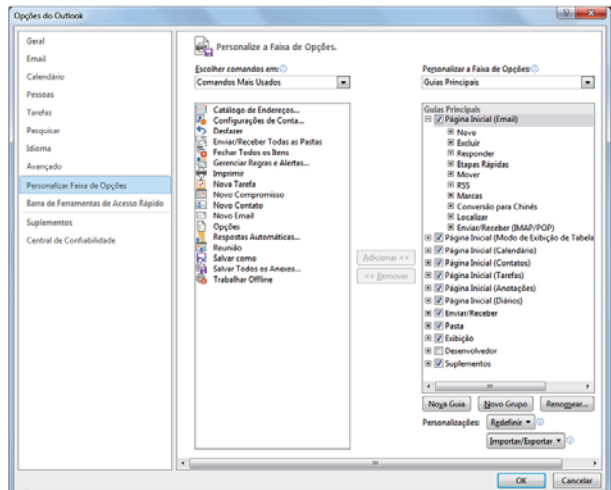 Opções do Outlook
Geral
Email
Calendário
Pessoas
Tarefas
Pesquisar
Idioma
Avançado
Personalizar Faixa de Opções
Barra de Ferramentas de Acesso Rápido
Suplementos
Central de Confiabilidade
Personalize a Faixa de Opções.
Escolher comandos em:
Comandos Mais Usados
Catálogo de Endereços...
Configurações de Conta...
Desfazer
Enviar/Receber Todas as Pastas
Fechar Todos os Itens
Gerenciar Regras e Alertas...
Imprimir
Nova Tarefa
Novo Compromisso
Novo Contato
Novo Email
Opções
Respostas Automáticas...
Reunião
Salvar como
Salvar Todos os Anexos...
Trabalhar Offline
Adicionar >>
<< Remover
Personalizar a Faixa de Opções:
Guias Principais
Guias Principais
Página Inicial (Email)
Novo
Excluir
Responder
Etapas Rápidas
Mover
RSS
Marcas
Conversão para Chinês
Localizar
Enviar/Receber (IMAP/POP)
Página Inicial (Modo de Exibição de Tabela
Página Inicial (Calendário)
Página Inicial (Contatos)
Página Inicial (Tarefas)
Página Inicial (Anotações)
Página Inicial (Diários)
Enviar/Receber
Pasta
Exibição
Desenvolvedor
Suplementos
Nova Guia
Novo Grupo
Renomear...
Personalizações:
Redefinir
Importar/Exportar
OK
Cancelar